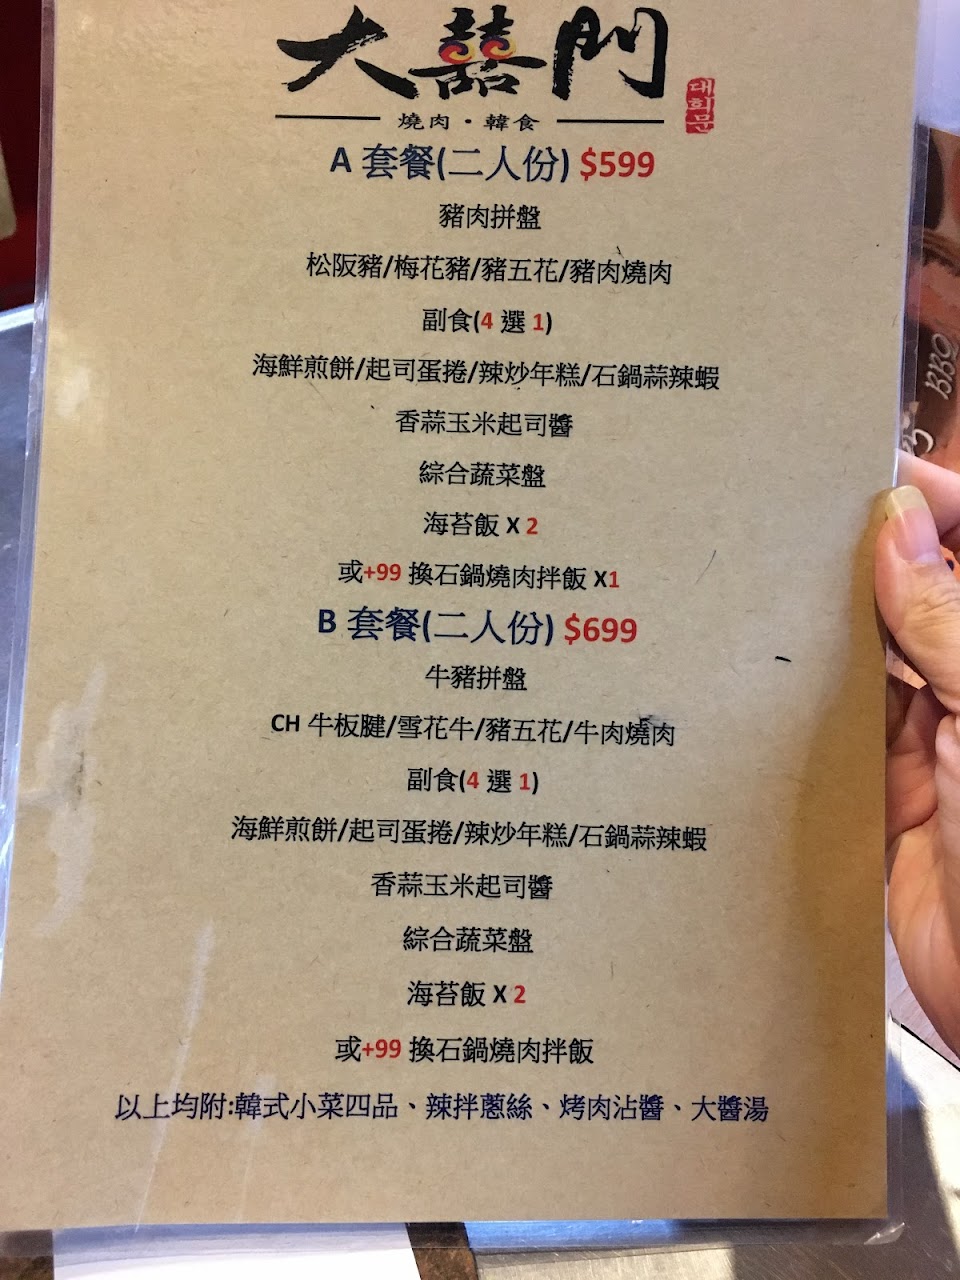 大囍門
대희문
燒肉・韓食
A 套餐(二人份) $599
豬肉拼盤
松阪豬/梅花豬/豬五花/豬肉燒肉
副食(4 選 1)
海鮮煎餅/起司蛋捲/辣炒年糕/石鍋蒜辣蝦
香蒜玉米起司醬
綜合蔬菜盤
海苔飯 X 2
或+99 換石鍋燒肉拌飯 X1
B 套餐(二人份) $699
牛豬拼盤
CH 牛板腱/雪花牛/豬五花/牛肉燒肉
副食(4 選 1)
海鮮煎餅/起司蛋捲/辣炒年糕/石鍋蒜辣蝦
香蒜玉米起司醬
綜合蔬菜盤
海苔飯 X 2
或+99 換石鍋燒肉拌飯
以上均附:韓式小菜四品、辣拌蔥絲、烤肉沾醬、大醬湯